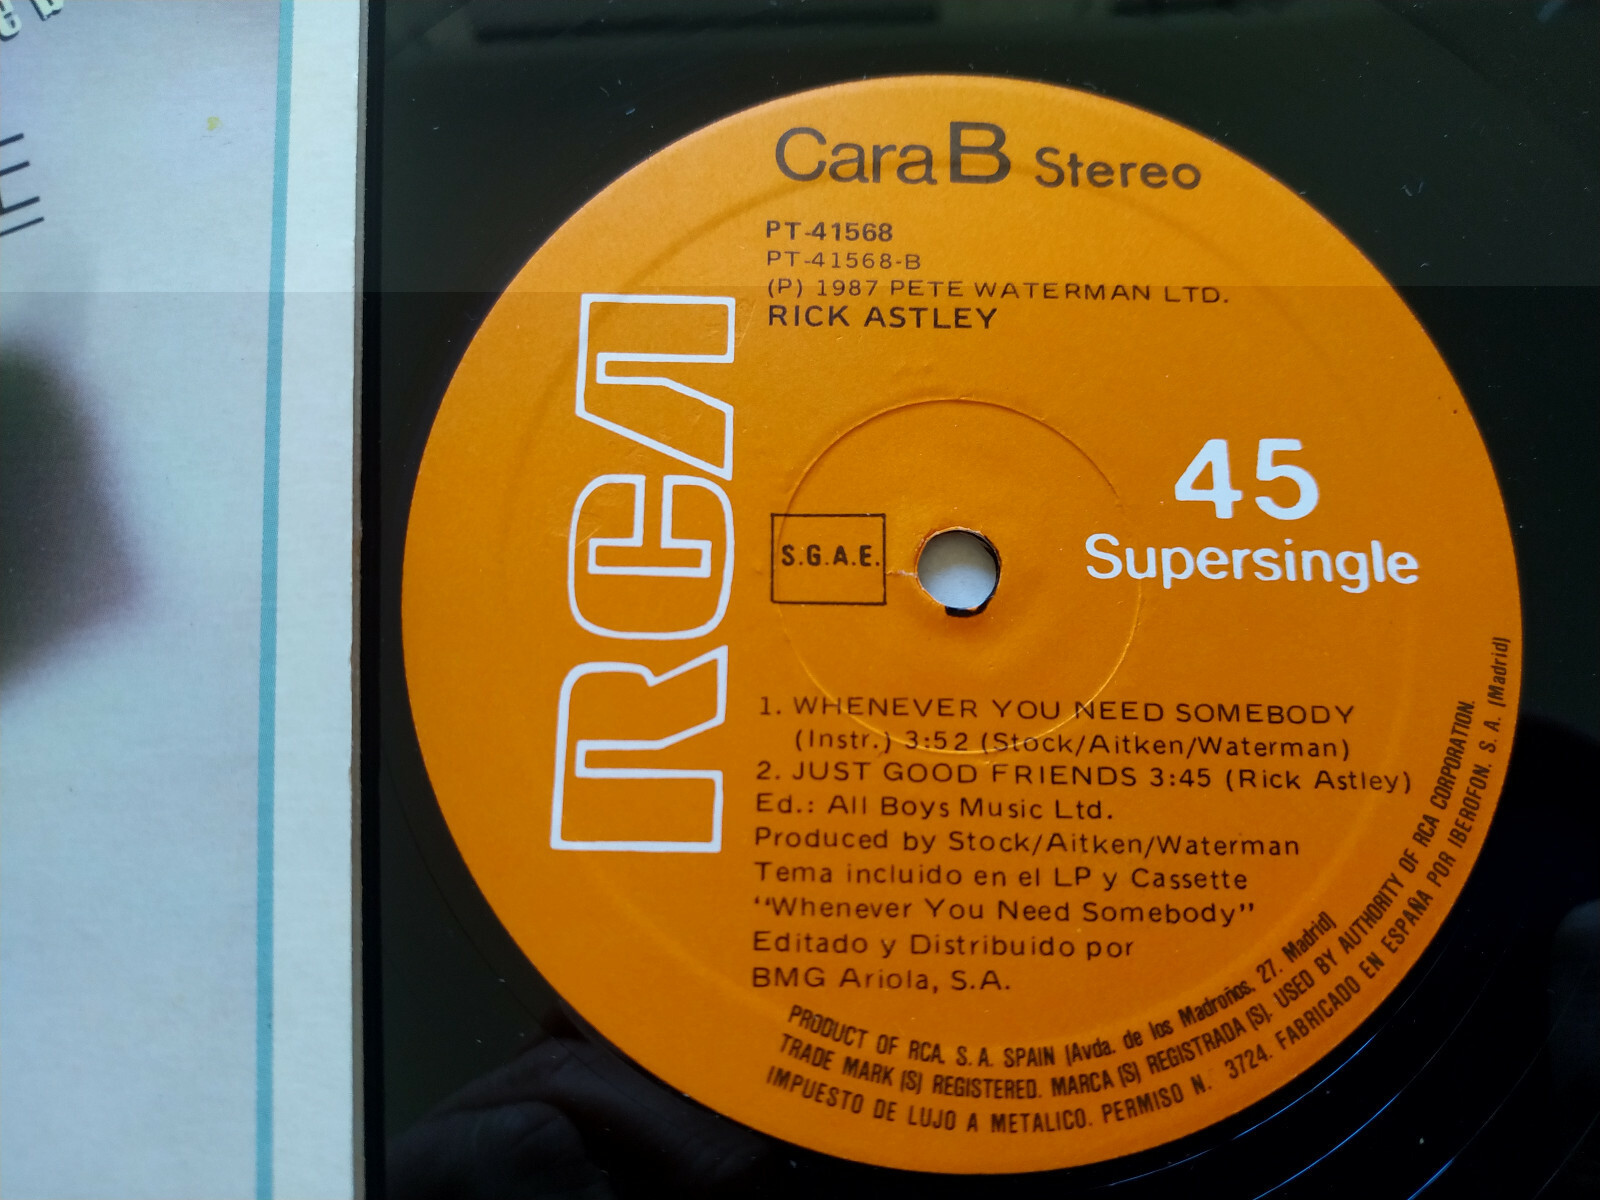 Cara B Stereo
PT-41568
PT-41568-B
(P) 1987 PETE WATERMAN LTD.
RICK ASTLEY
RCA
45
Supersingle
S.G.A.E.
1. WHENEVER YOU NEED SOMEBODY
(Instr.) 3:52 (Stock/Aitken/Waterman)
2. JUST GOOD FRIENDS 3:45 (Rick Astley)
Ed.: All Boys Music Ltd.
Produced by Stock/Aitken/Waterman
Tema incluido en el LP y Cassette
“Whenever You Need Somebody”
Editado y Distribuido por
BMG Ariola, S.A.
PRODUCT OF RCA. S. A. SPAIN (Avda. de los Madroños. 27. Madrid)
TRADE MARK (S) REGISTERED. MARCA (S) REGISTRADA (S). USED BY AUTHORITY OF RCA CORPORATION.
IMPUESTO DE LUJO A METALICO. PERMISO N. 3724. FABRICADO EN ESPAÑA POR IBEROFON. S. A. (Madrid)